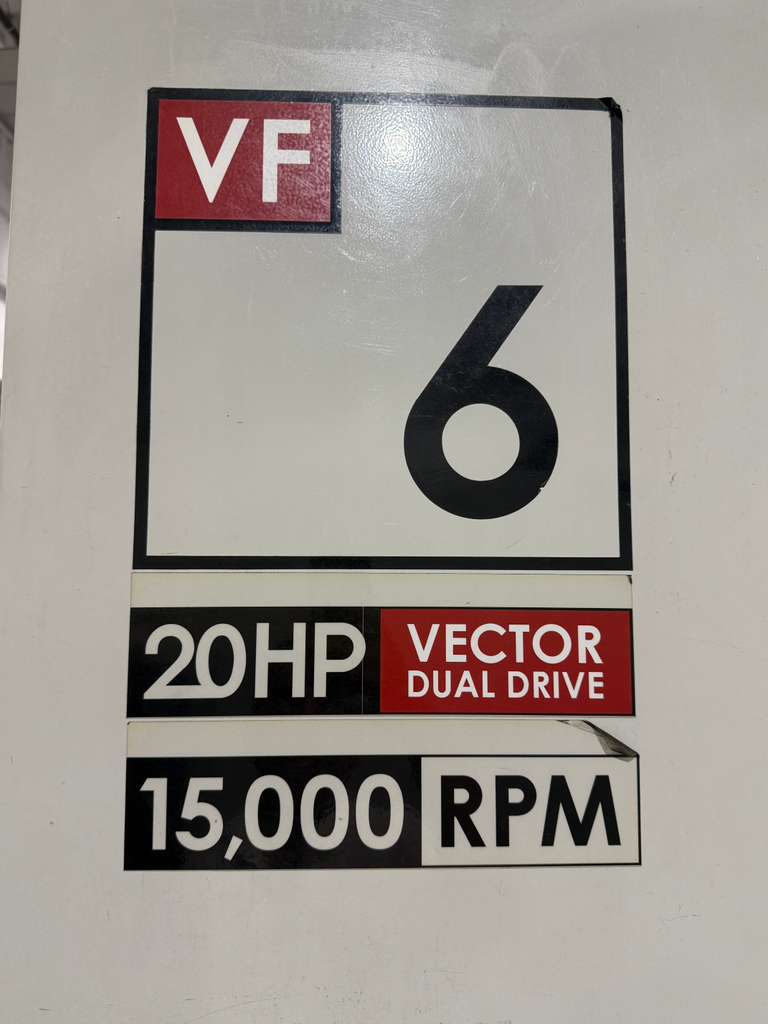 VF
6
20HP VECTOR
DUAL DRIVE
15,000 RPM